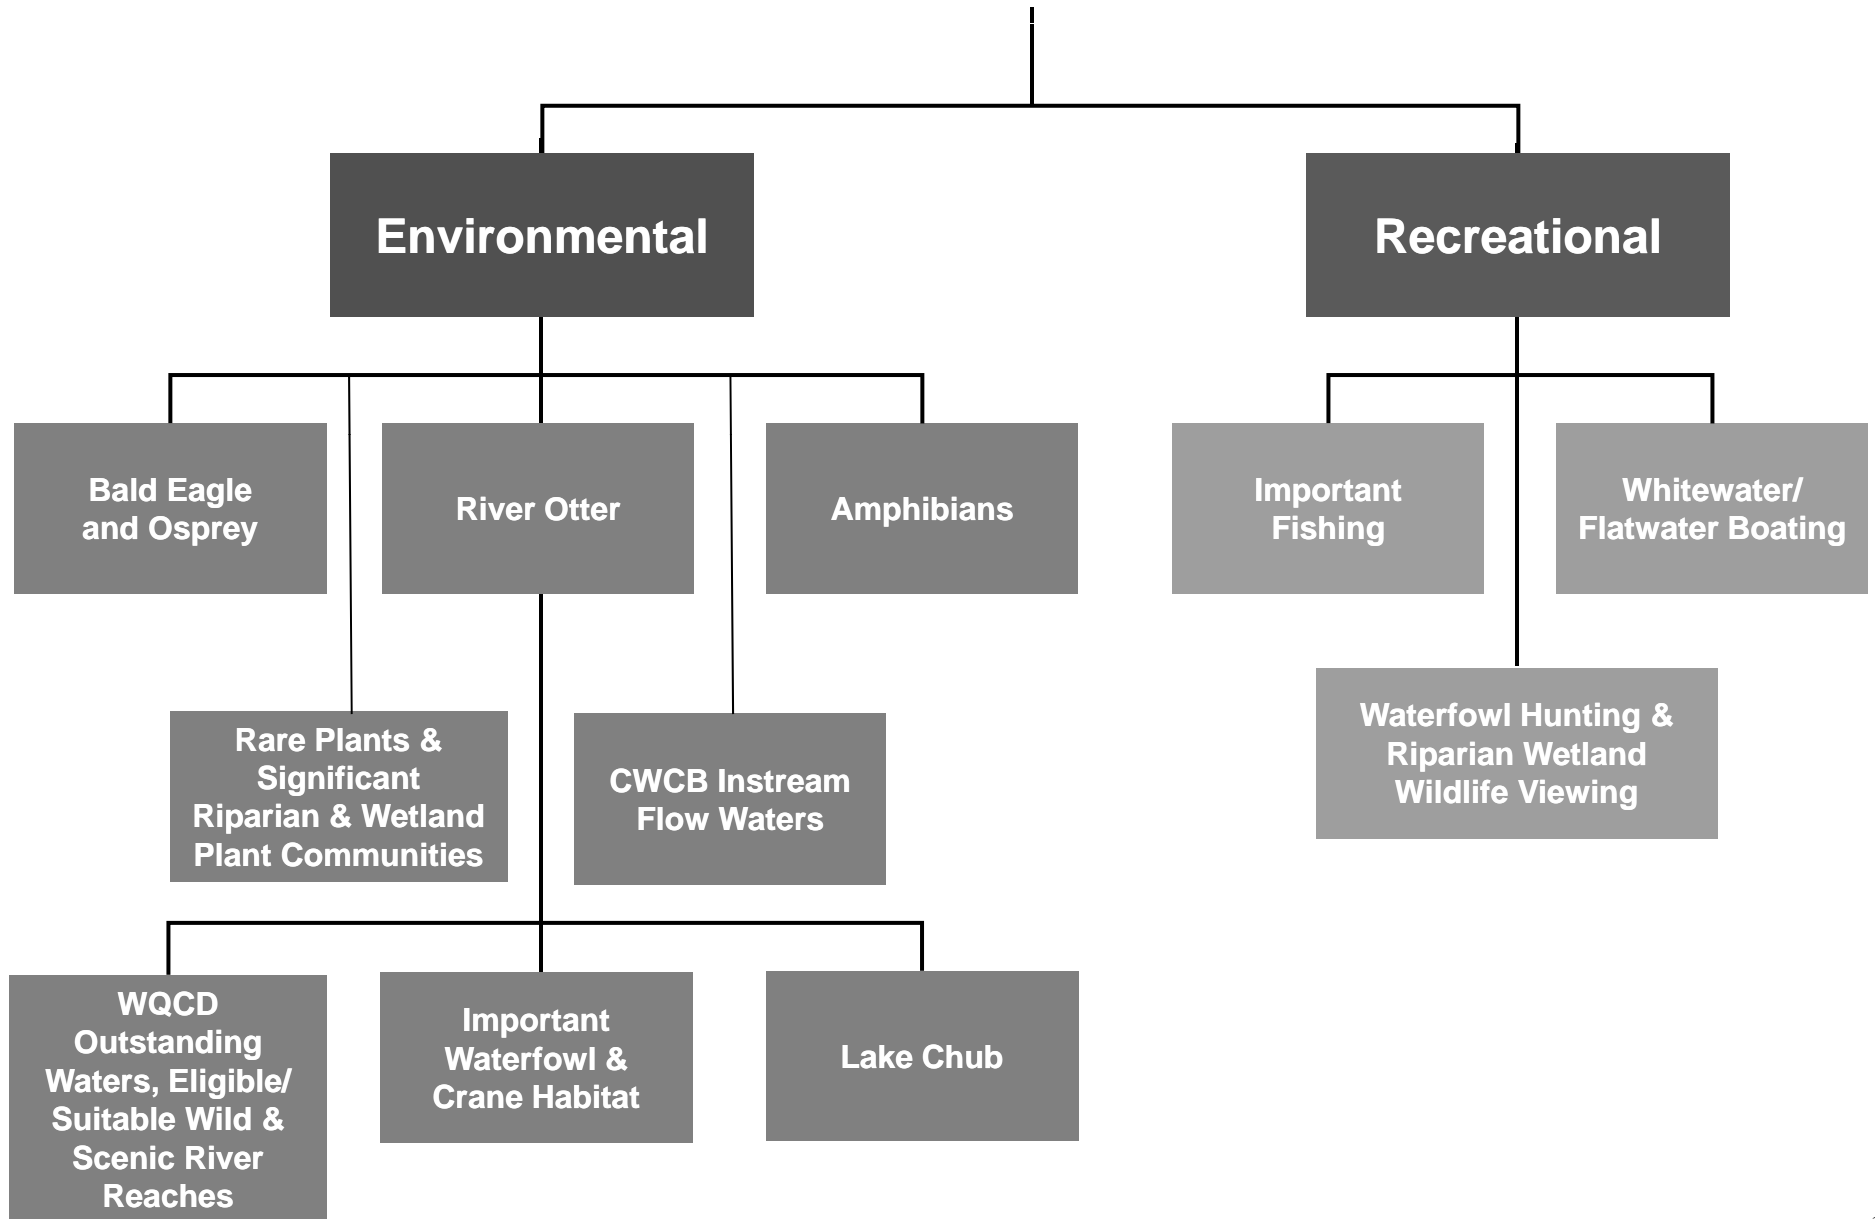 Environmental
Recreational
Bald Eagle
and Osprey
River Otter
Amphibians
Important
Fishing
Whitewater/
Flatwater Boating
Rare Plants &
Significant
Riparian & Wetland
Plant Communities
CWCB Instream
Flow Waters
Waterfowl Hunting &
Riparian Wetland
Wildlife Viewing
WQCD
Outstanding
Waters, Eligible/
Suitable Wild &
Scenic River
Reaches
Important
Waterfowl &
Crane Habitat
Lake Chub